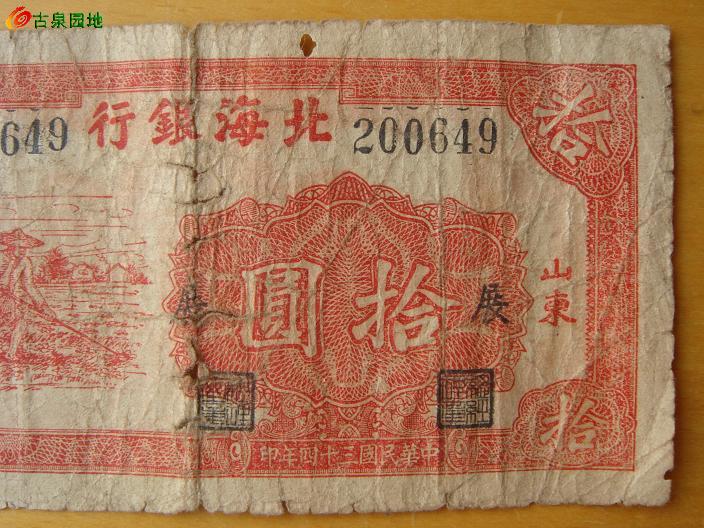 古泉园地
649
北海銀行
200649
拾
山東
拾圓
展
展
中華民國三十四年印
拾